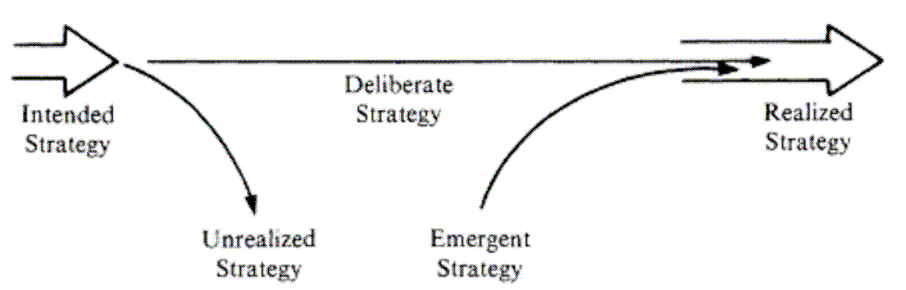 Intended
Strategy
Deliberate
Strategy
Realized
Strategy
Unrealized
Strategy
Emergent
Strategy